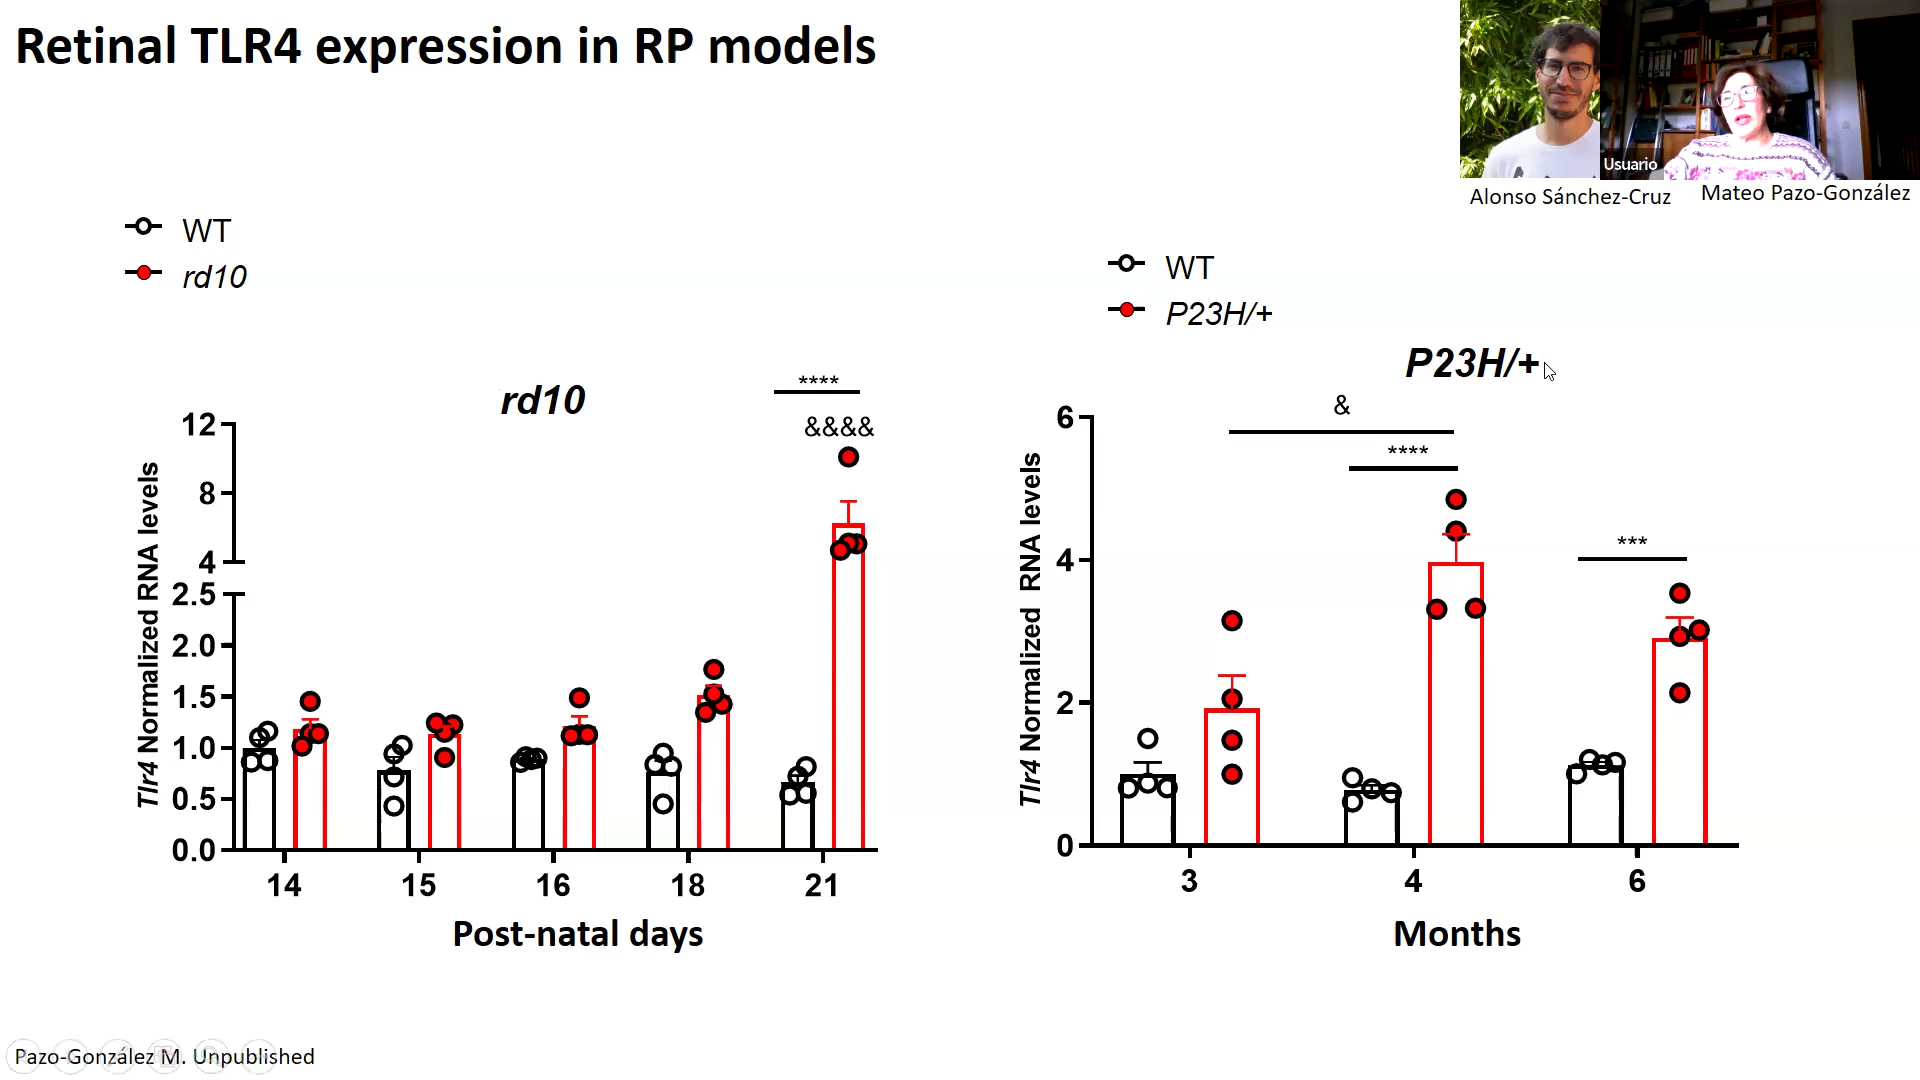 Retinal TLR4 expression in RP models
Usuario
Alonso Sánchez-Cruz
Mateo Pazo-González
WT
rd10
rd10
****
&&&&
12
8
4
2.5
2.0
1.5
1.0
0.5
0.0
Tlr4 Normalized RNA levels
14 15 16 18 21
Post-natal days
WT
P23H/+
P23H/+
&
****
***
6
4
2
0
Tlr4 Normalized RNA levels
3 4 6
Months
Pazo-González M. Unpublished